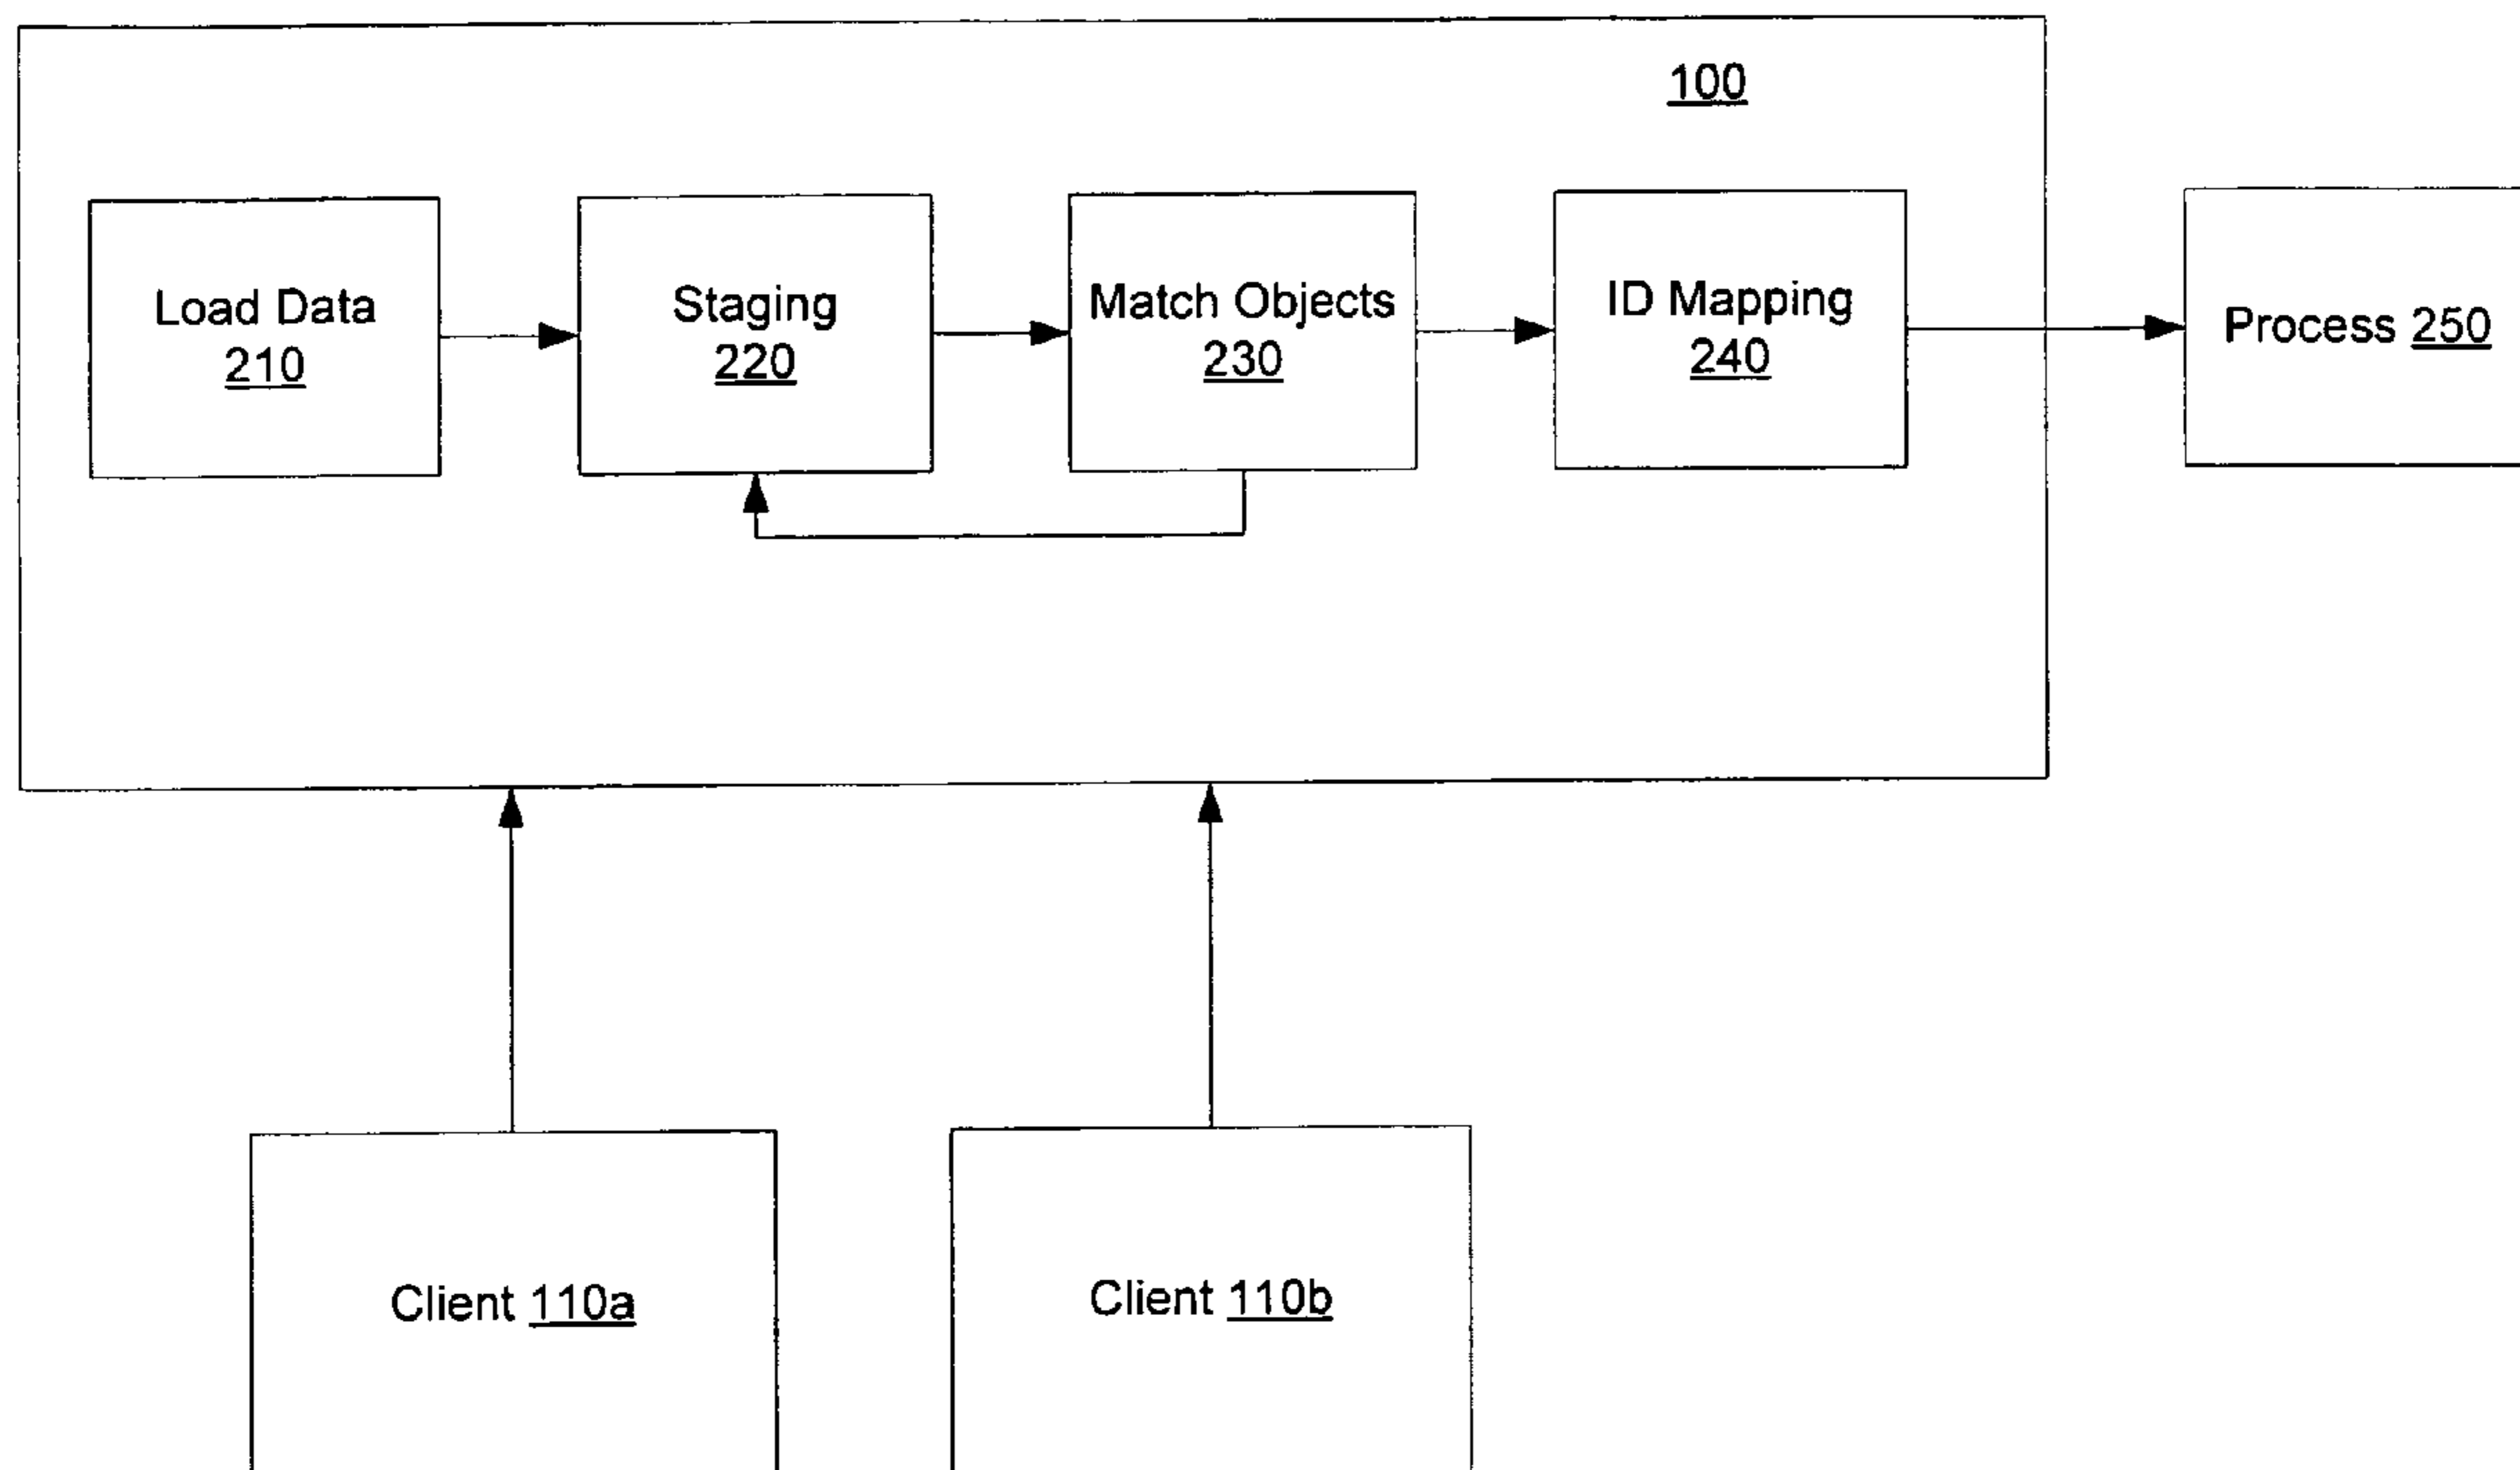 100
Load Data
210
Staging
220
Match Objects
230
ID Mapping
240
Process 250
Client 110a
Client 110b